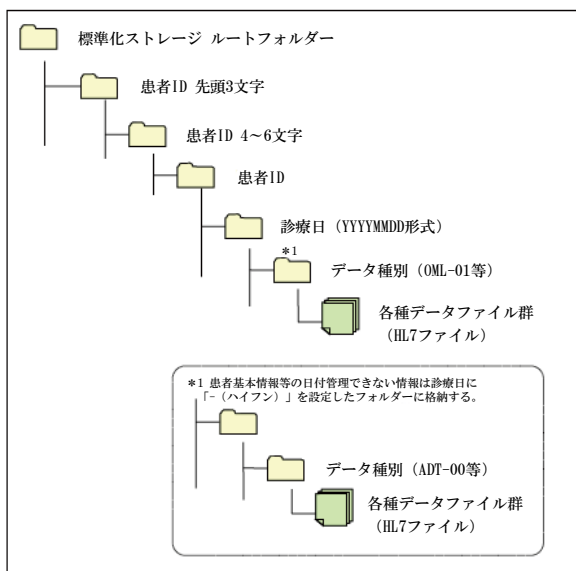 標準化ストレージ ルートフォルダー
患者ID 先頭3文字
患者ID 4～6文字
患者ID
診療日（YYYYMMDD形式）
*1
データ種別（OML-01等）
各種データファイル群
（HL7ファイル）
*1 患者基本情報等の日付管理できない情報は診療日に
「-（ハイフン）」を設定したフォルダーに格納する。
データ種別（ADT-00等）
各種データファイル群
（HL7ファイル）